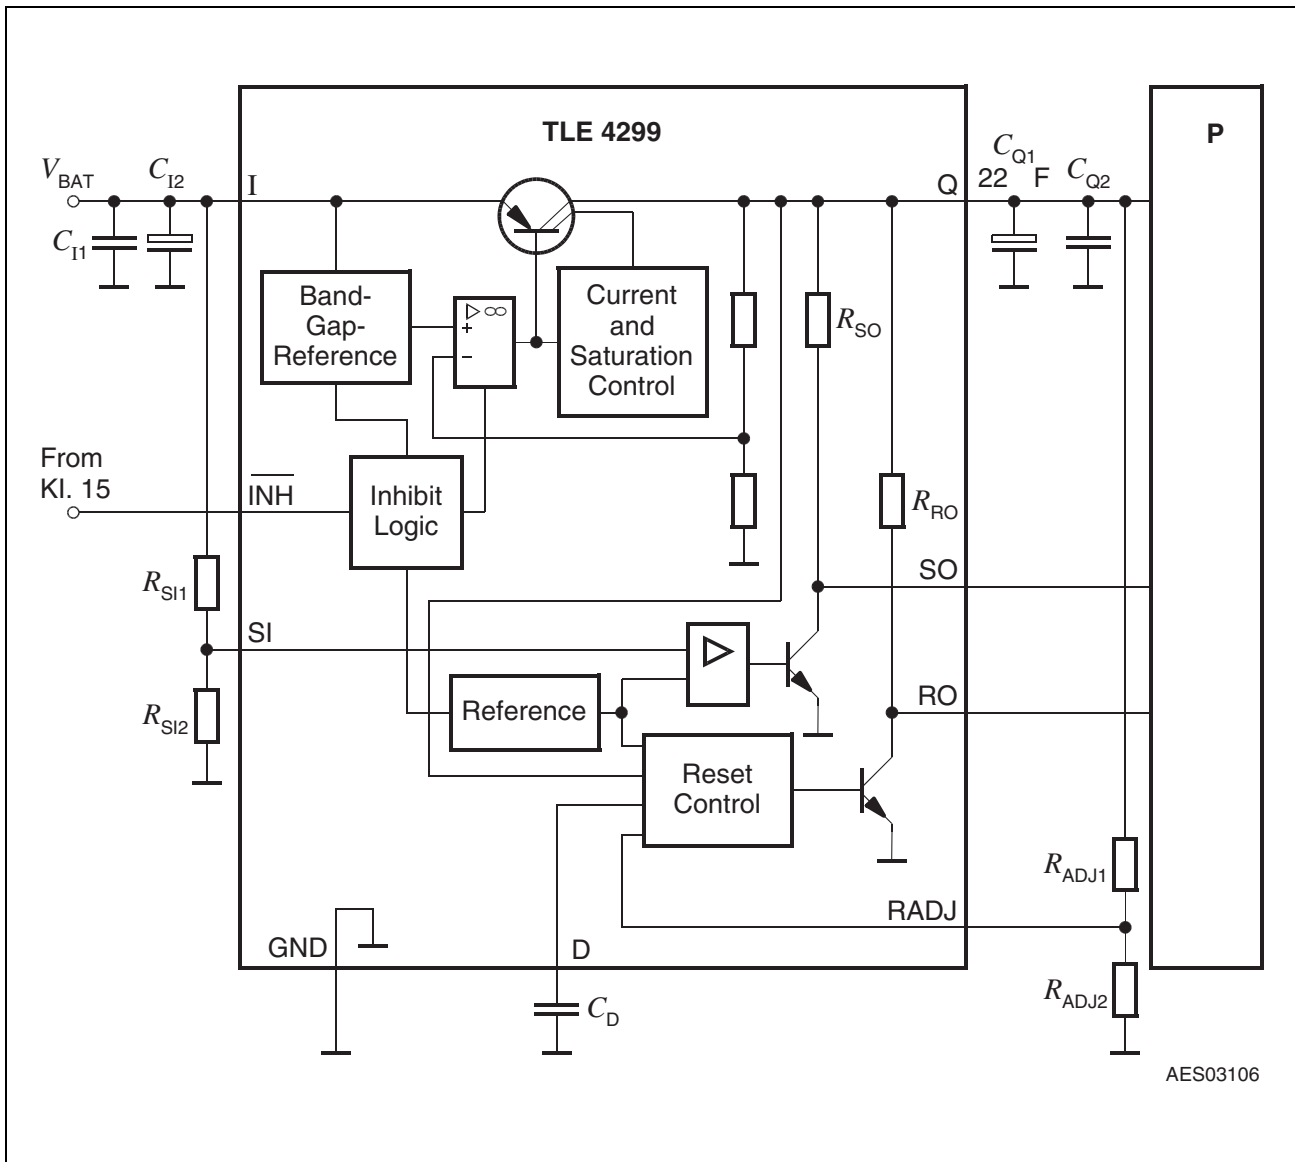 TLE 4299
P
V_BAT
C_I2
I
Q
C_Q1
22 F
C_Q2
C_I1
Band-
Gap-
Reference
▷ ∞
+
−
Current
and
Saturation
Control
R_SO
From
Kl. 15
I̅N̅H̅
Inhibit
Logic
R_RO
R_SI1
SO
SI
▷
R_SI2
Reference
RO
Reset
Control
R_ADJ1
RADJ
GND
D
C_D
R_ADJ2
AES03106